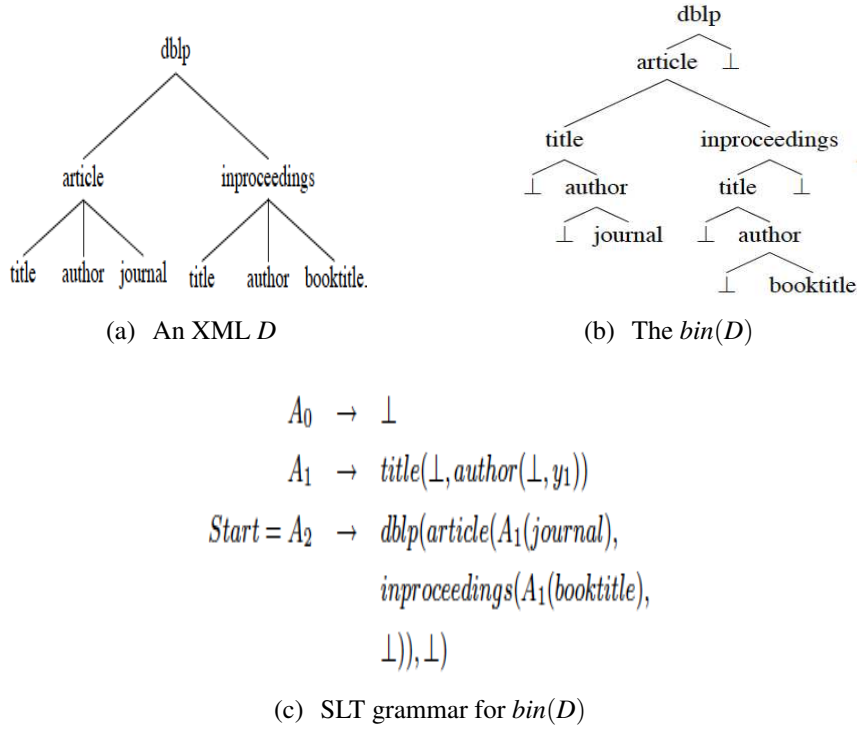 dblp
article inproceedings
title author journal title author booktitle.
(a) An XML D
dblp
article ⊥
title inproceedings
⊥ author title ⊥
⊥ journal ⊥ author
⊥ booktitle
(b) The bin(D)
A₀ → ⊥
A₁ → title(⊥,author(⊥,y₁))
Start = A₂ → dblp(article(A₁(journal),
inproceedings(A₁(booktitle),
⊥)),⊥)
(c) SLT grammar for bin(D)